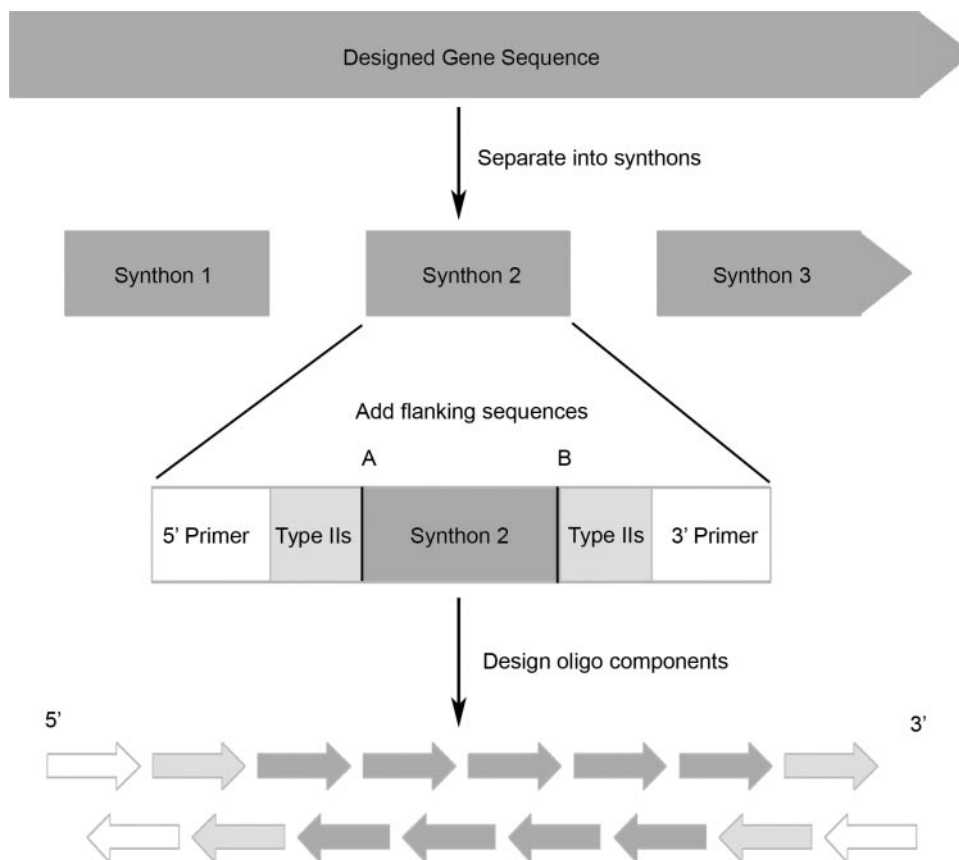 Designed Gene Sequence
Separate into synthons
Synthon 1
Synthon 2
Synthon 3
Add flanking sequences
A
B
5’ Primer
Type IIs
Synthon 2
Type IIs
3’ Primer
Design oligo components
5’
3’